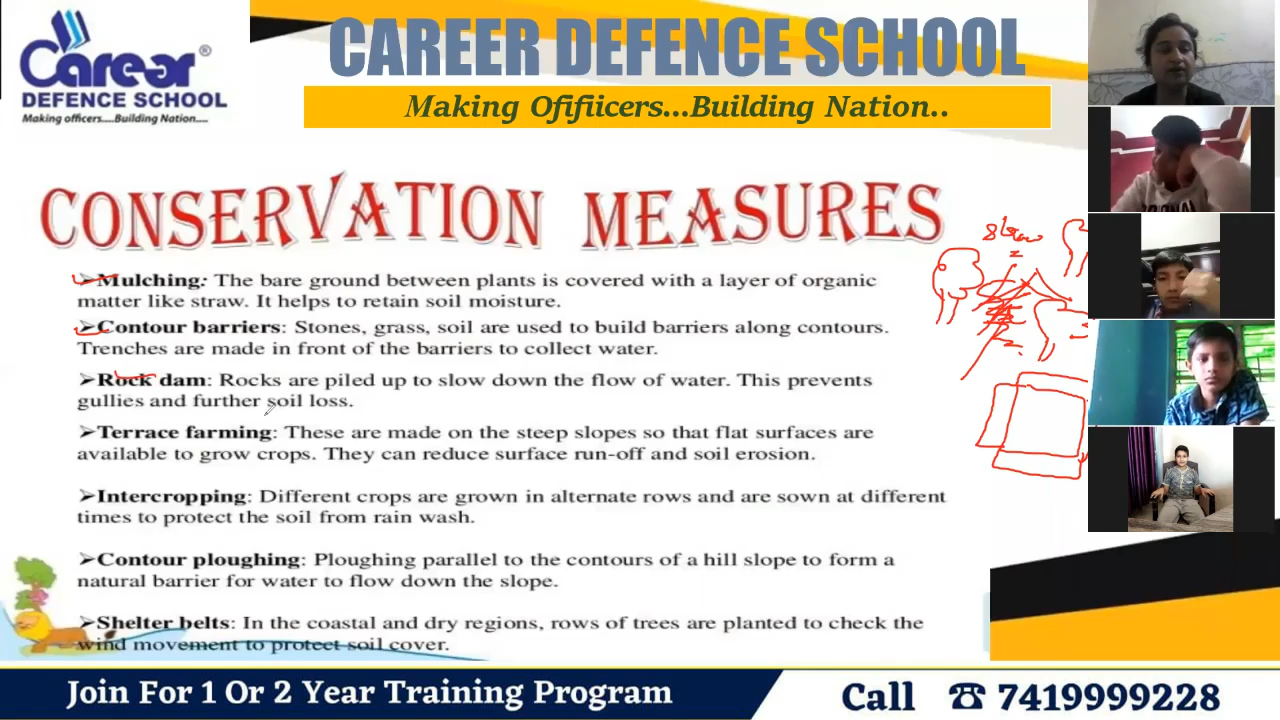 Career®
DEFENCE SCHOOL
Making officers.....Building Nation.....
CAREER DEFENCE SCHOOL
Making Ofifiicers...Building Nation..
CONSERVATION MEASURES
➢Mulching: The bare ground between plants is covered with a layer of organic
matter like straw. It helps to retain soil moisture.
➢Contour barriers: Stones, grass, soil are used to build barriers along contours.
Trenches are made in front of the barriers to collect water.
➢Rock dam: Rocks are piled up to slow down the flow of water. This prevents
gullies and further soil loss.
➢Terrace farming: These are made on the steep slopes so that flat surfaces are
available to grow crops. They can reduce surface run-off and soil erosion.
➢Intercropping: Different crops are grown in alternate rows and are sown at different
times to protect the soil from rain wash.
➢Contour ploughing: Ploughing parallel to the contours of a hill slope to form a
natural barrier for water to flow down the slope.
➢Shelter belts: In the coastal and dry regions, rows of trees are planted to check the
wind movement to protect soil cover.
Join For 1 Or 2 Year Training Program
Call ☎ 7419999228